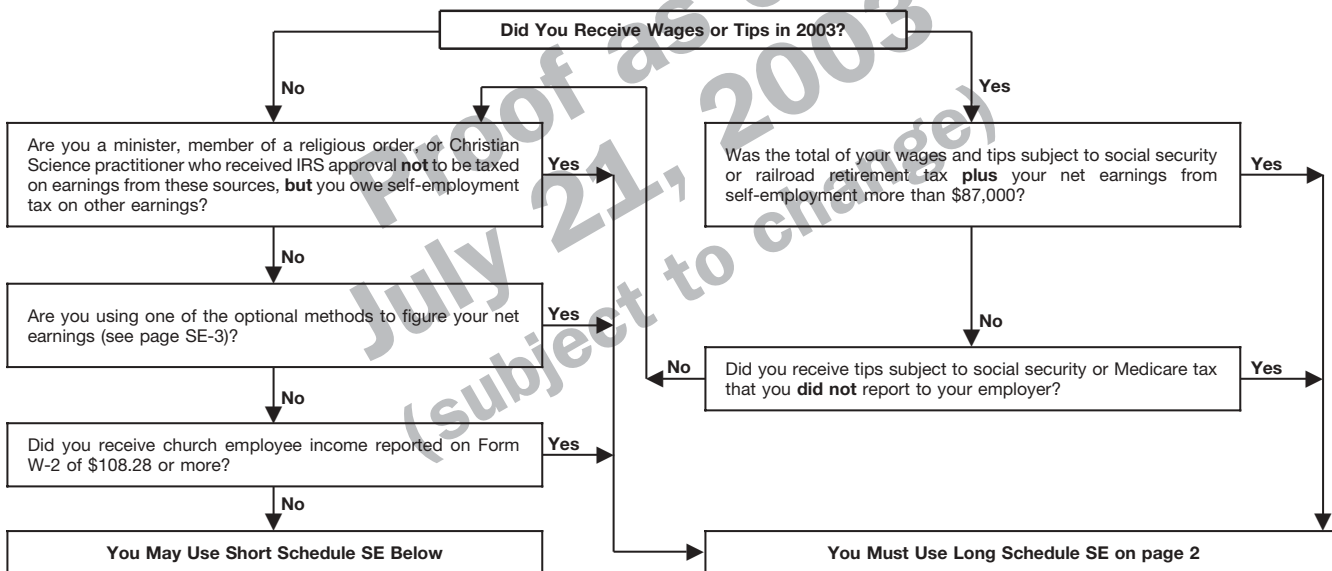 Did You Receive Wages or Tips in 2003?
No
Yes
Are you a minister, member of a religious order, or Christian
Science practitioner who received IRS approval not to be taxed
on earnings from these sources, but you owe self-employment
tax on other earnings?
Yes
Was the total of your wages and tips subject to social security
or railroad retirement tax plus your net earnings from
self-employment more than $87,000?
Yes
No
No
Are you using one of the optional methods to figure your net
earnings (see page SE-3)?
Yes
Did you receive tips subject to social security or Medicare tax
that you did not report to your employer?
No
Yes
No
Did you receive church employee income reported on Form
W-2 of $108.28 or more?
Yes
No
You May Use Short Schedule SE Below
You Must Use Long Schedule SE on page 2
Proof as
July 21, 2003
(subject to change)